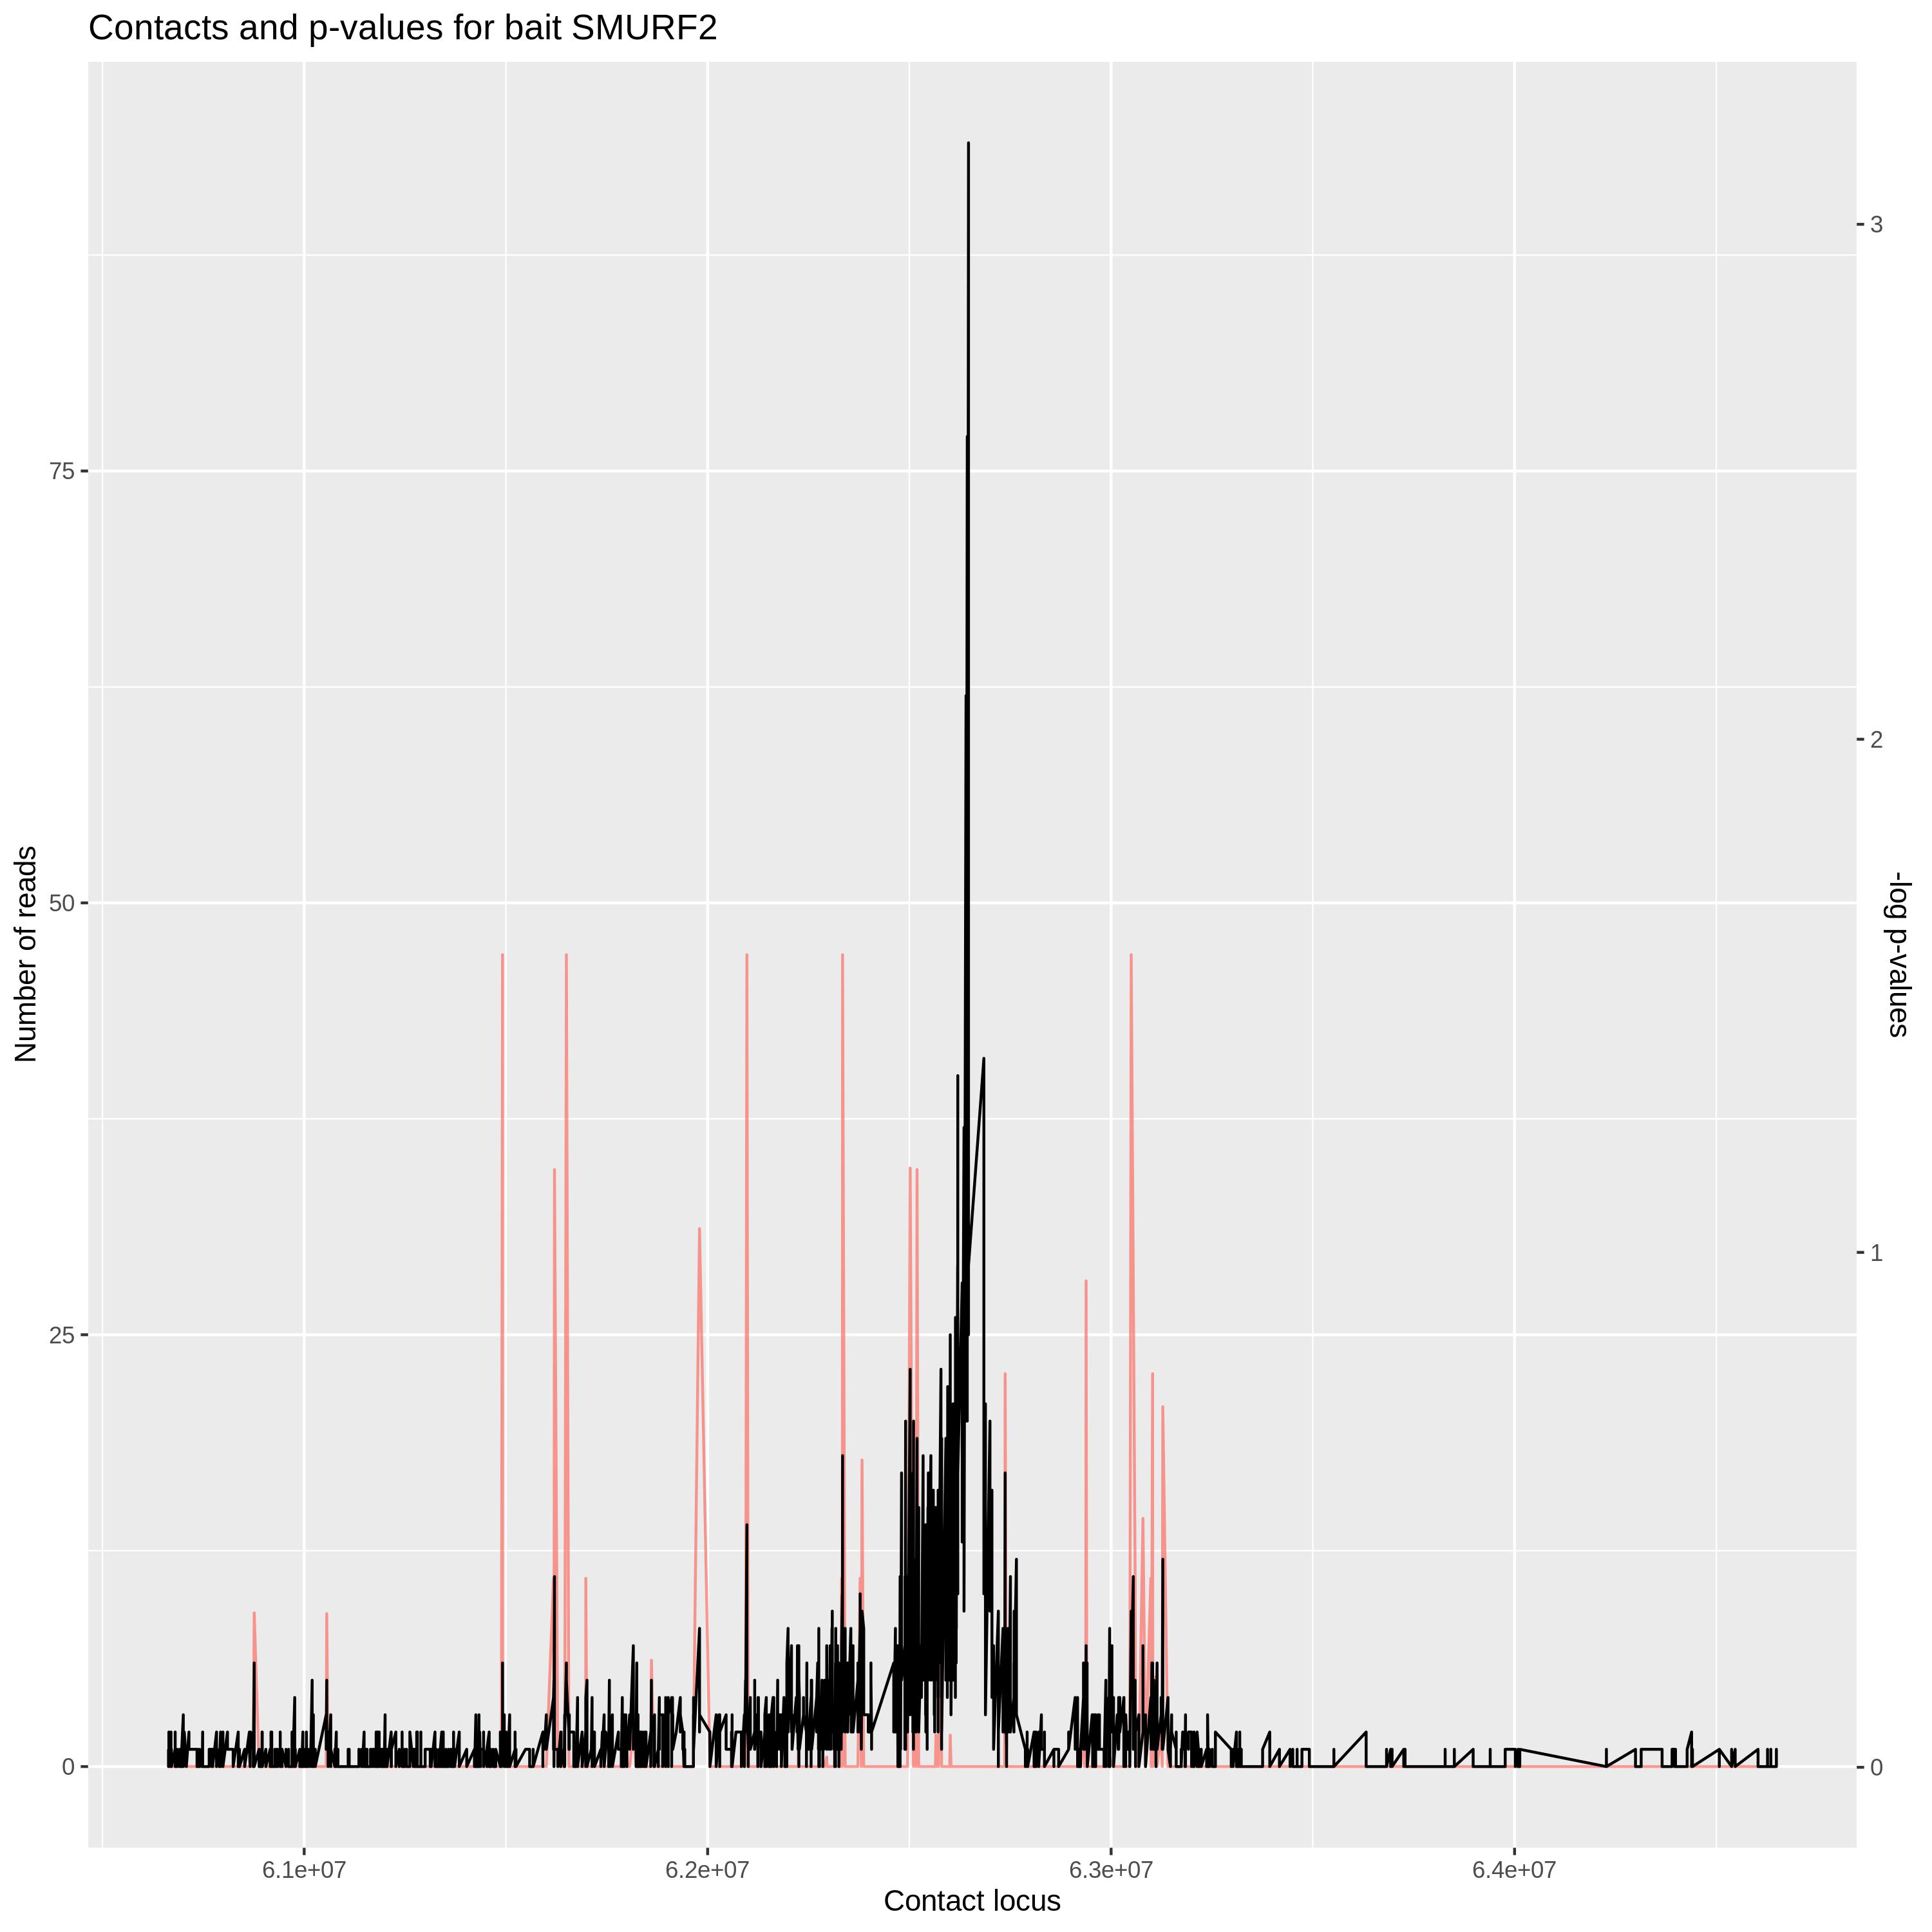 Contacts and p-values for bait SMURF2
3
75
2
50
Number of reads
-log p-values
1
25
0
0
6.1e+07
6.2e+07
6.3e+07
6.4e+07
Contact locus